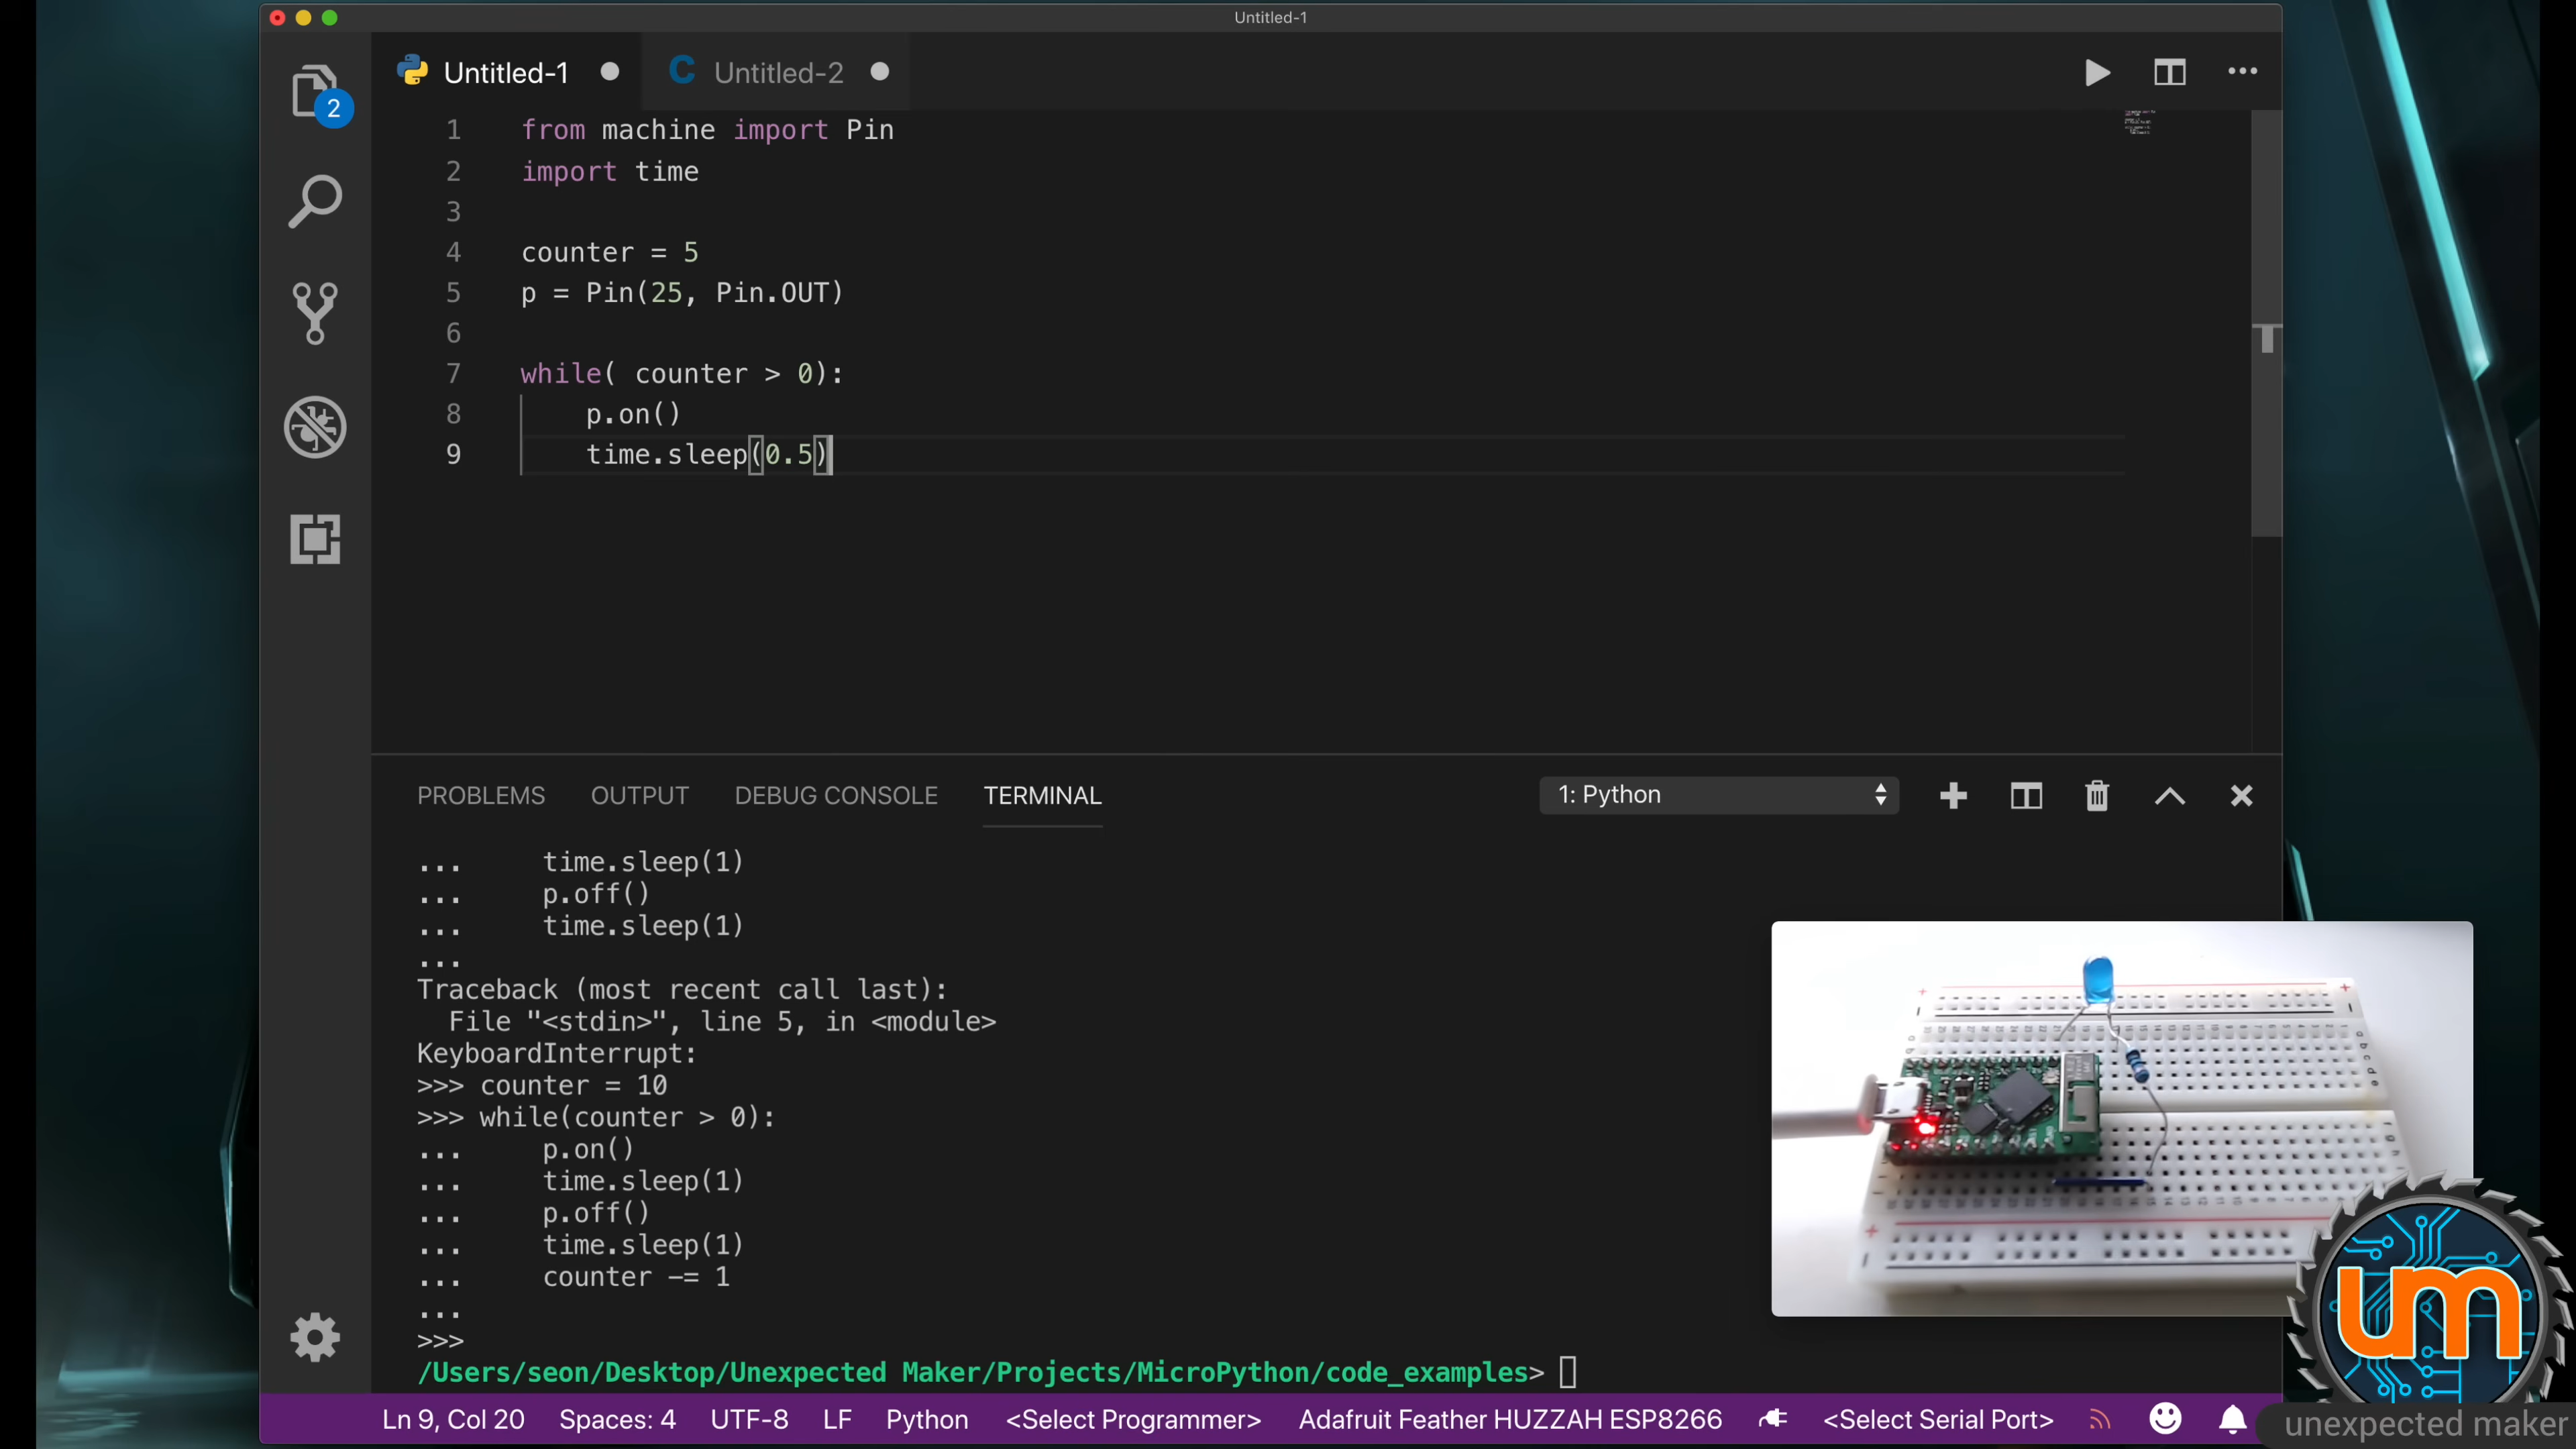 Untitled-1
Untitled-1
Untitled-2
2
1 from machine import Pin
2 import time
3
4 counter = 5
5 p = Pin(25, Pin.OUT)
6
7 while( counter > 0):
8 p.on()
9 time.sleep(0.5)
PROBLEMS OUTPUT DEBUG CONSOLE TERMINAL 1: Python
... time.sleep(1)
... p.off()
... time.sleep(1)
...
Traceback (most recent call last):
File "<stdin>", line 5, in <module>
KeyboardInterrupt:
>>> counter = 10
>>> while(counter > 0):
... p.on()
... time.sleep(1)
... p.off()
... time.sleep(1)
... counter -= 1
...
>>>
/Users/seon/Desktop/Unexpected Maker/Projects/MicroPython/code_examples>
um
Ln 9, Col 20 Spaces: 4 UTF-8 LF Python <Select Programmer> Adafruit Feather HUZZAH ESP8266 <Select Serial Port>
unexpected maker